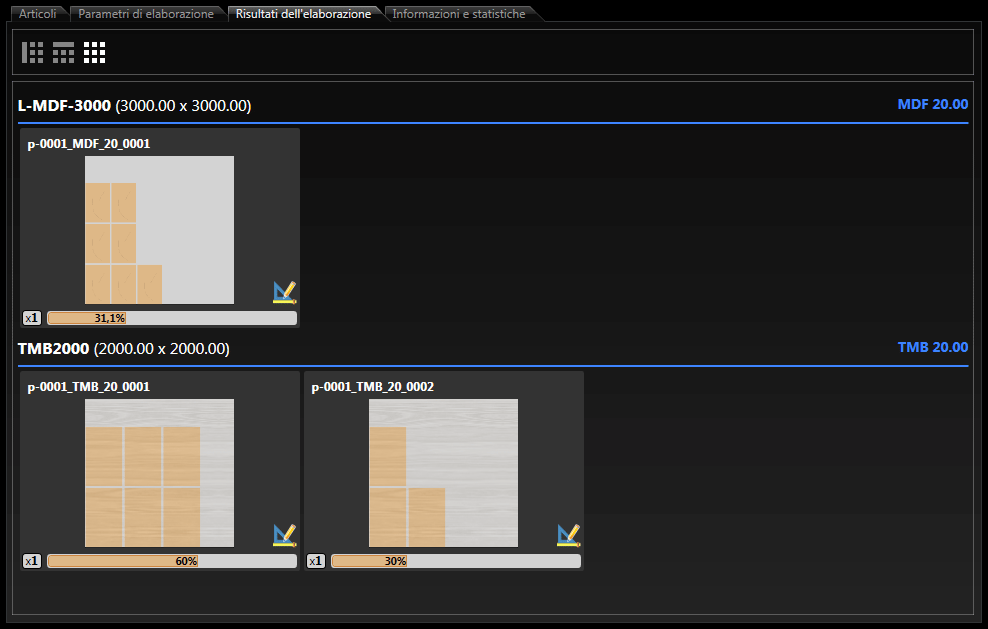 Articoli Parametri di elaborazione Risultati dell'elaborazione Informazioni e statistiche
L-MDF-3000 (3000.00 x 3000.00) MDF 20.00
p-0001_MDF_20_0001
x1 31,1%
TMB2000 (2000.00 x 2000.00) TMB 20.00
p-0001_TMB_20_0001 p-0001_TMB_20_0002
x1 60% x1 30%